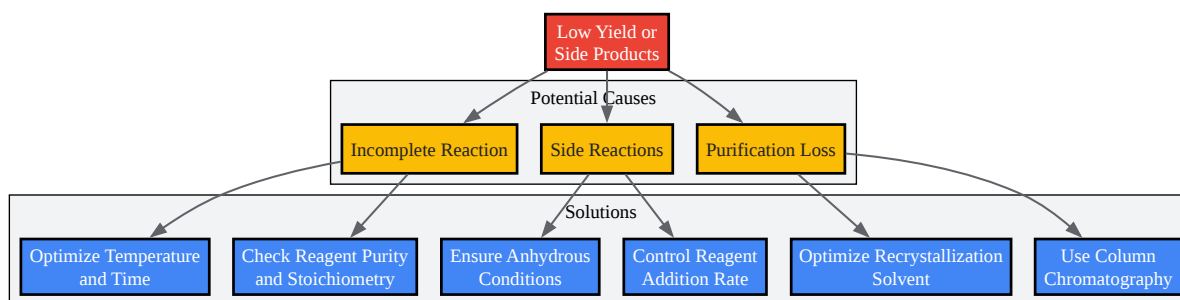 Low Yield or
Side Products
Potential Causes
Incomplete Reaction
Side Reactions
Purification Loss
Solutions
Optimize Temperature
and Time
Check Reagent Purity
and Stoichiometry
Ensure Anhydrous
Conditions
Control Reagent
Addition Rate
Optimize Recrystallization
Solvent
Use Column
Chromatography